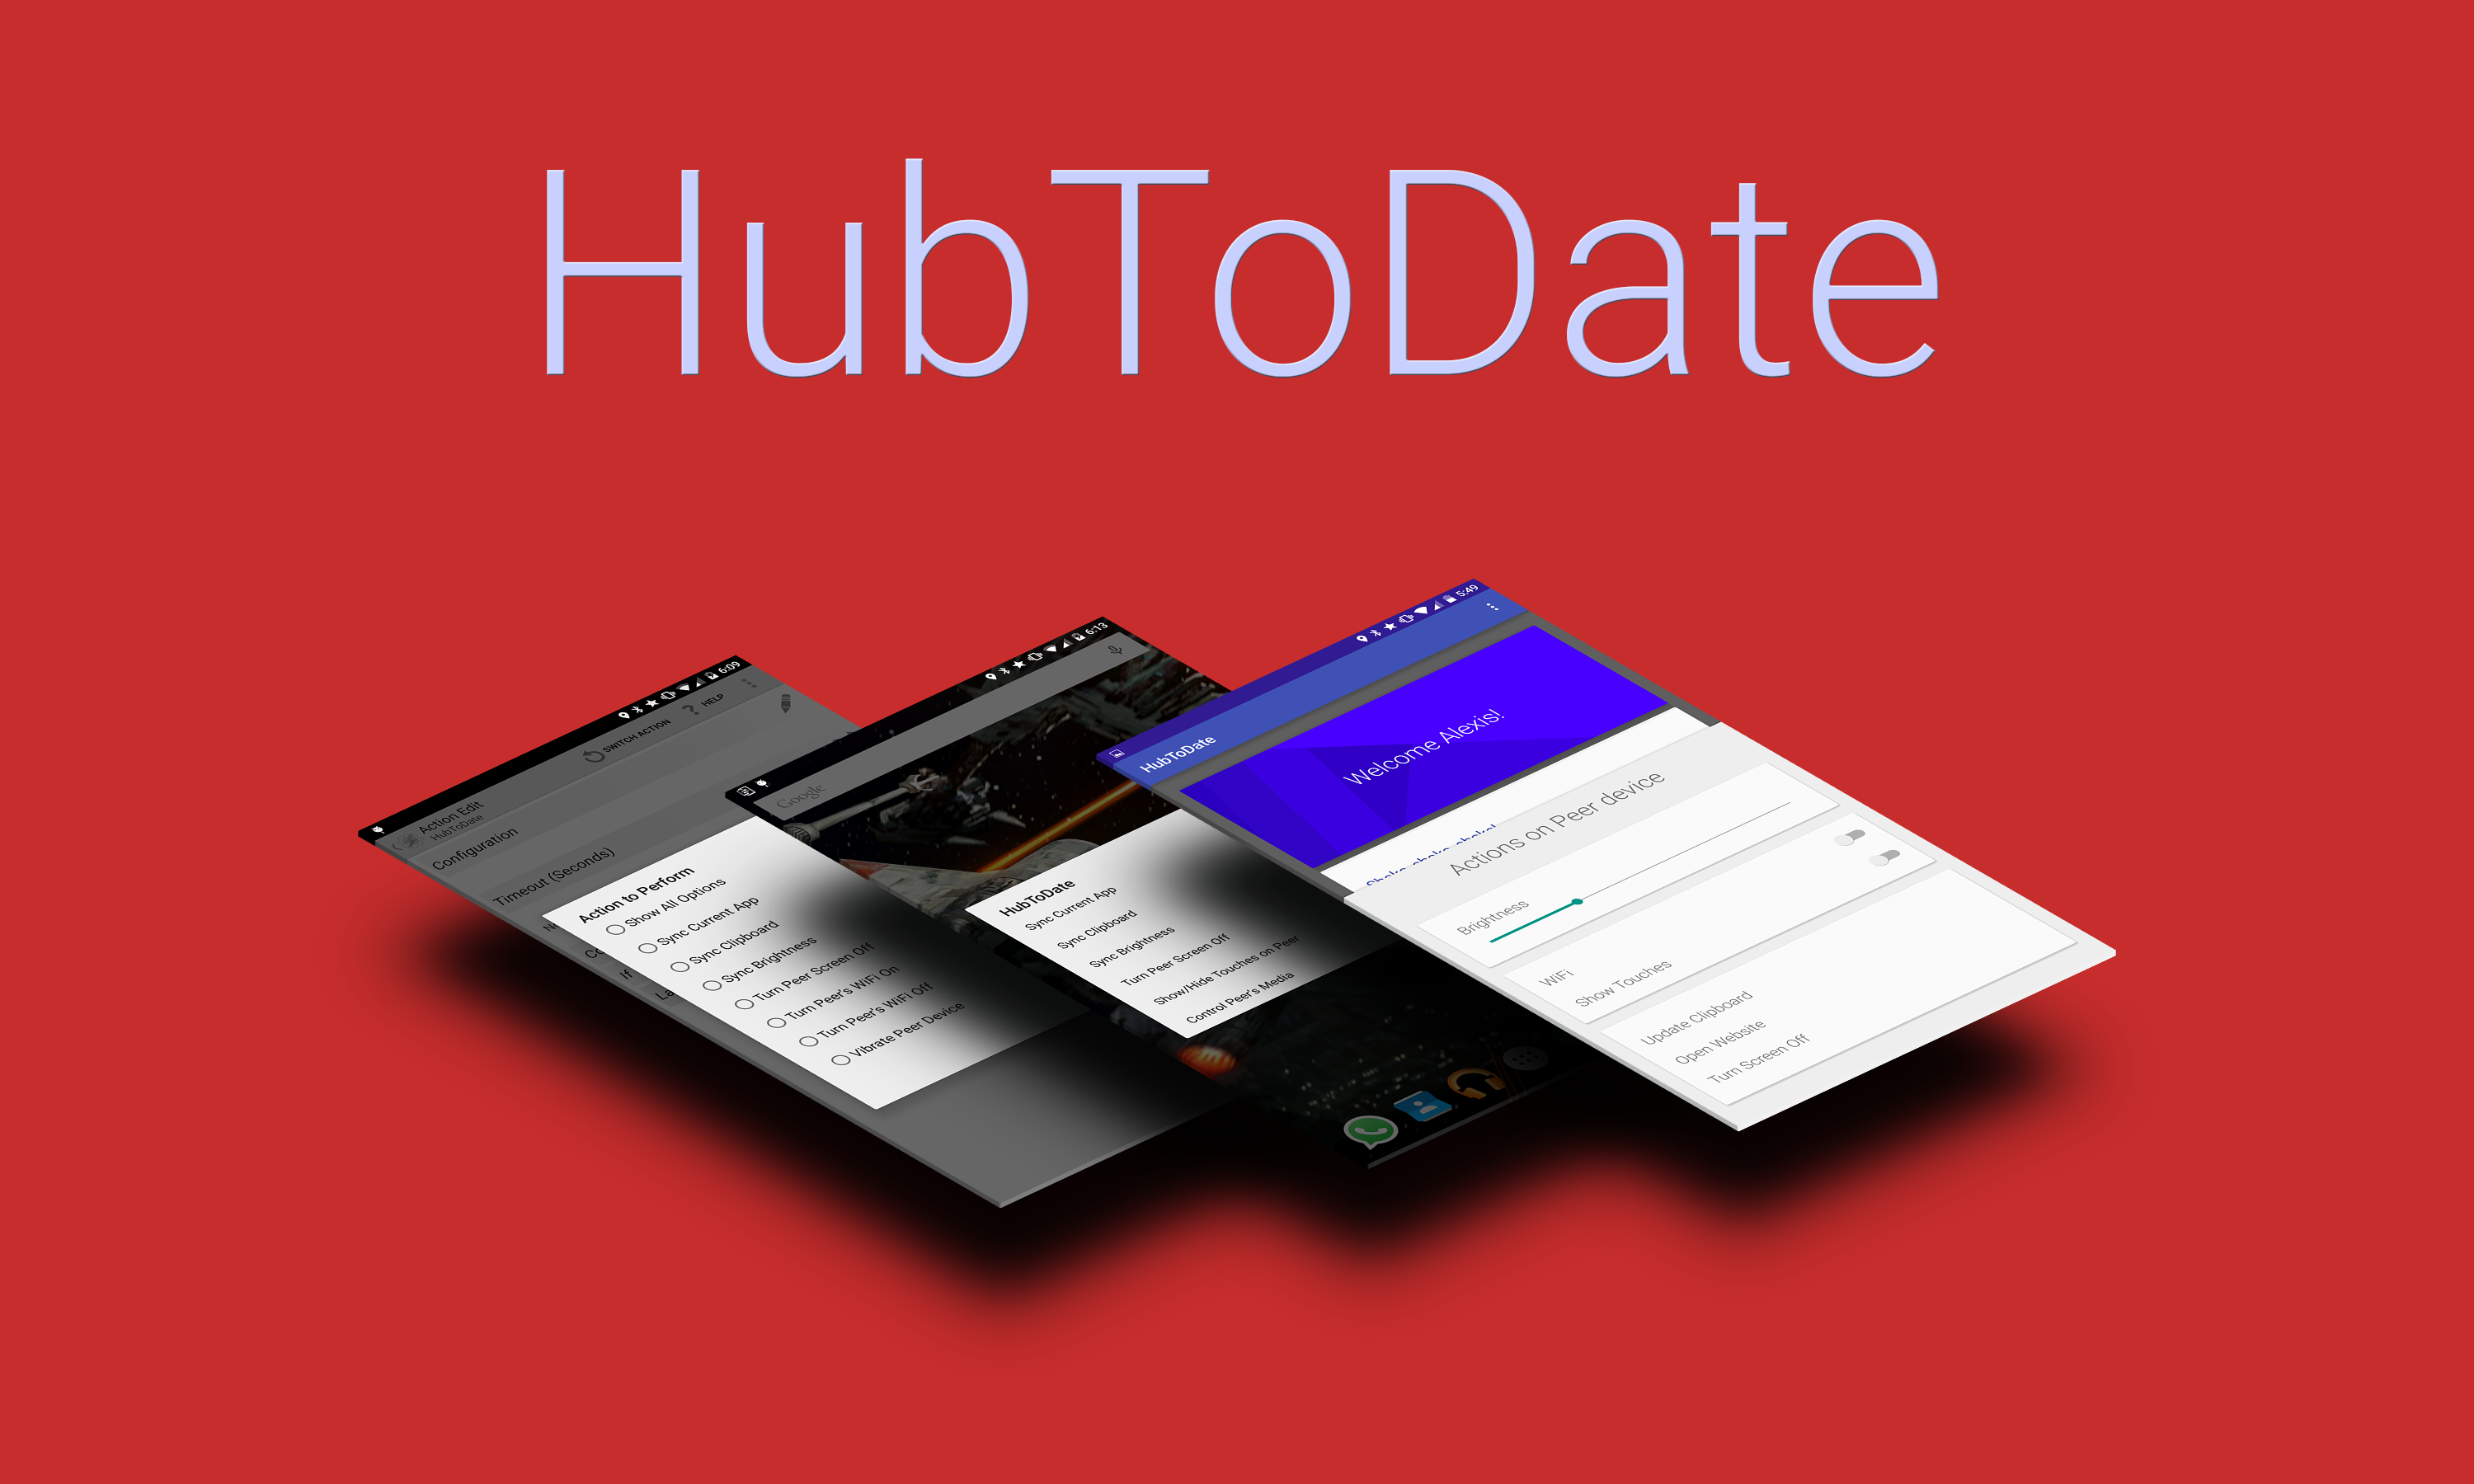 HubToDate
6:09
SWITCH ACTION
? HELP
Action Edit
HubToDate
Configuration
Timeout (Seconds)
If
Action to Perform
Show All Options
Sync Current App
Sync Clipboard
Sync Brightness
Turn Peer Screen Off
Turn Peer's WiFi On
Turn Peer's WiFi Off
Vibrate Peer Device
6:13
Google
HubToDate
Sync Current App
Sync Clipboard
Sync Brightness
Turn Peer Screen Off
Show/Hide Touches on Peer
Control Peer's Media
5:49
HubToDate
Welcome Alexis!
Actions on Peer device
Brightness
WiFi
Show Touches
Update Clipboard
Open Website
Turn Screen Off